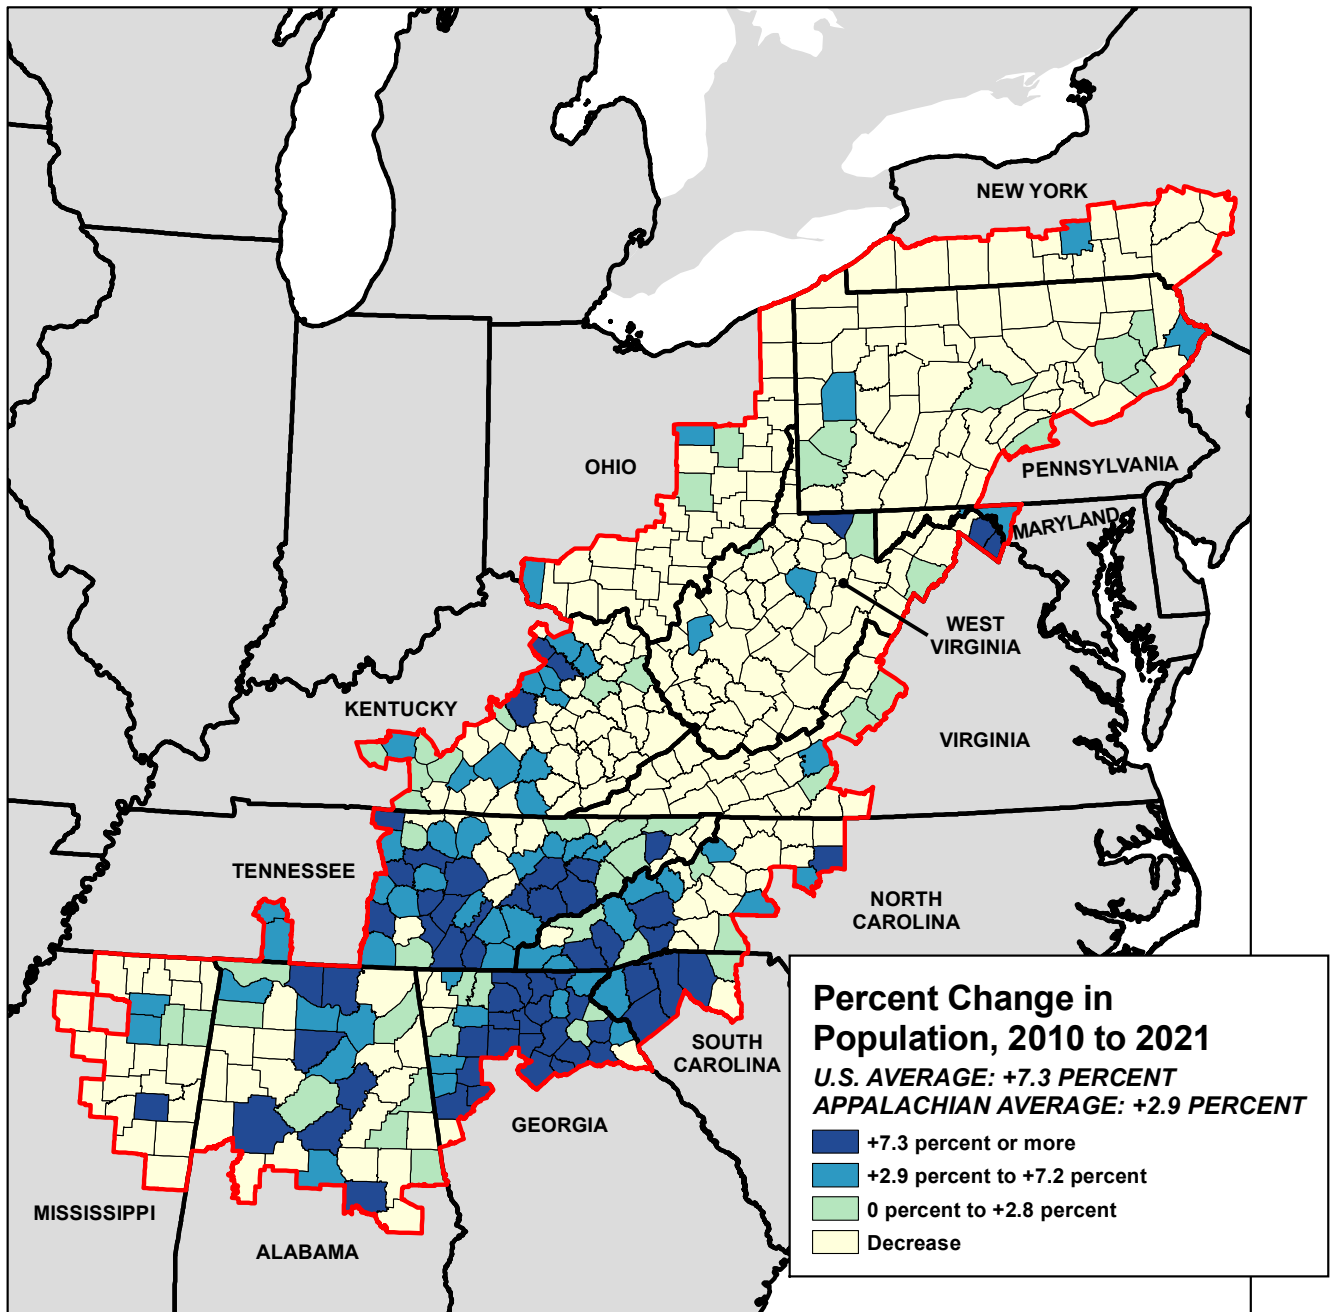 NEW YORK
OHIO
PENNSYLVANIA
MARYLAND
WEST
VIRGINIA
KENTUCKY
VIRGINIA
TENNESSEE
NORTH
CAROLINA
SOUTH
CAROLINA
GEORGIA
MISSISSIPPI
ALABAMA
Percent Change in
Population, 2010 to 2021
U.S. AVERAGE: +7.3 PERCENT
APPALACHIAN AVERAGE: +2.9 PERCENT
+7.3 percent or more
+2.9 percent to +7.2 percent
0 percent to +2.8 percent
Decrease